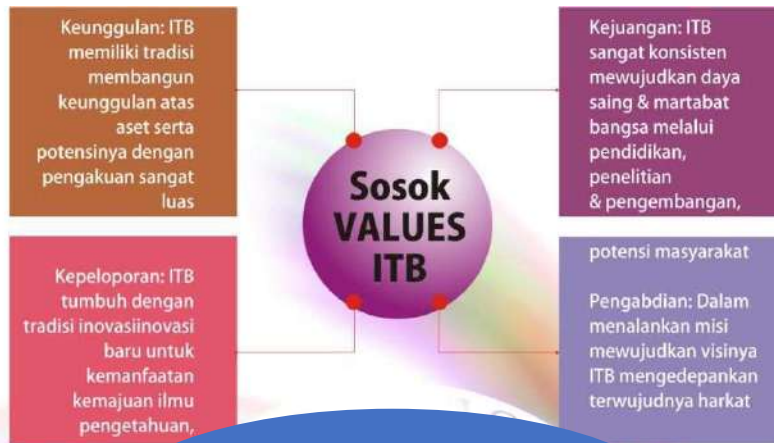 Keunggulan: ITB
memiliki tradisi
membangun
keunggulan atas
aset serta
potensinya dengan
pengakuan sangat
luas
Kejuangan: ITB
sangat konsisten
mewujudkan daya
saing & martabat
bangsa melalui
pendidikan,
penelitian
& pengembangan,
Sosok
VALUES
ITB
Kepeloporan: ITB
tumbuh dengan
tradisi inovasiinovasi
baru untuk
kemanfaatan
kemajuan ilmu
pengetahuan,
potensi masyarakat
Pengabdian: Dalam
menalankan misi
mewujudkan visinya
ITB mengedepankan
terwujudnya harkat